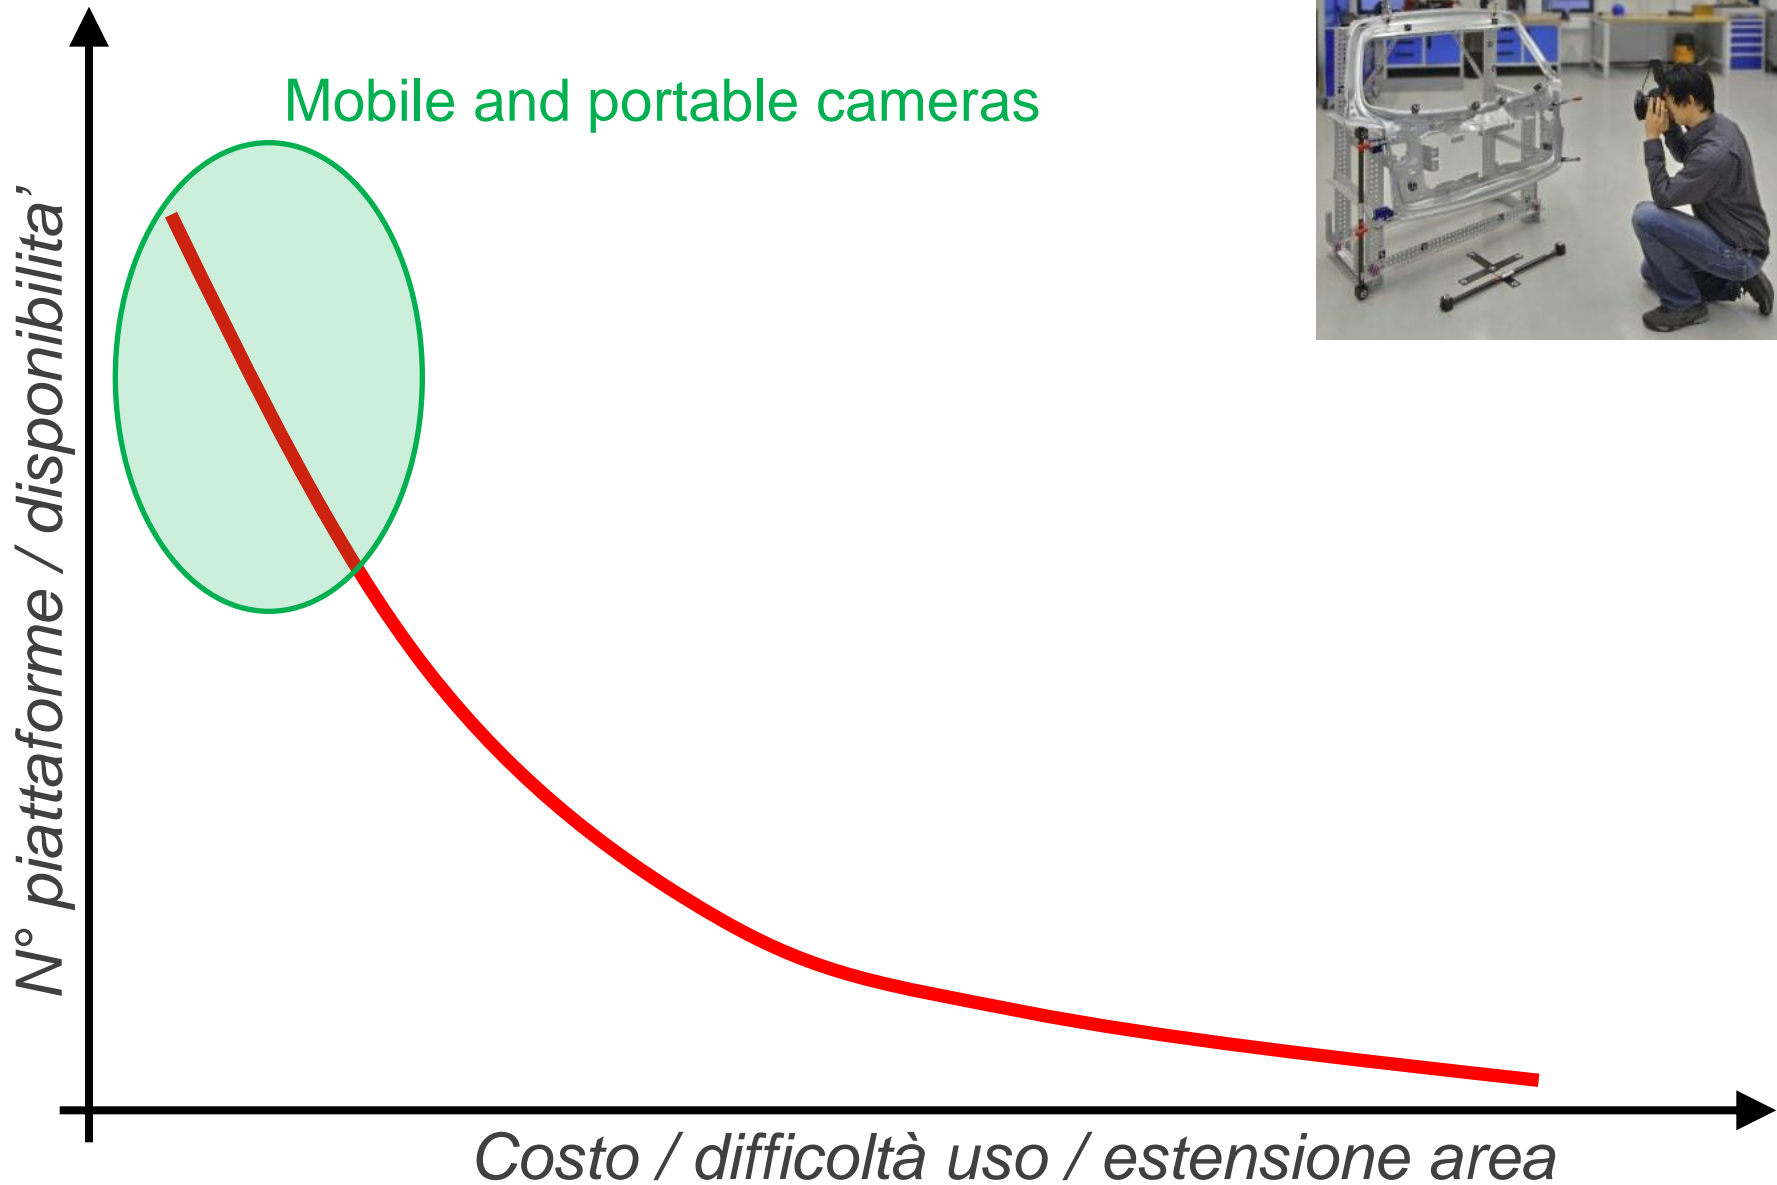 Mobile and portable cameras
N° piattaforme / disponibilita’
Costo / difficoltà uso / estensione area